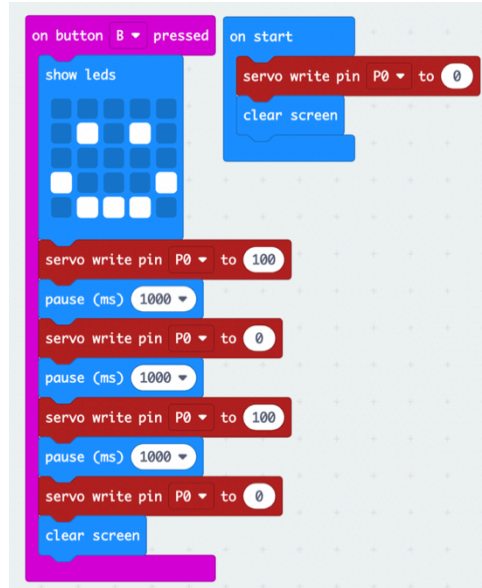 on button B pressed
show leds
servo write pin P0 to 100
pause (ms) 1000
servo write pin P0 to 0
pause (ms) 1000
servo write pin P0 to 100
pause (ms) 1000
servo write pin P0 to 0
clear screen
on start
servo write pin P0 to 0
clear screen